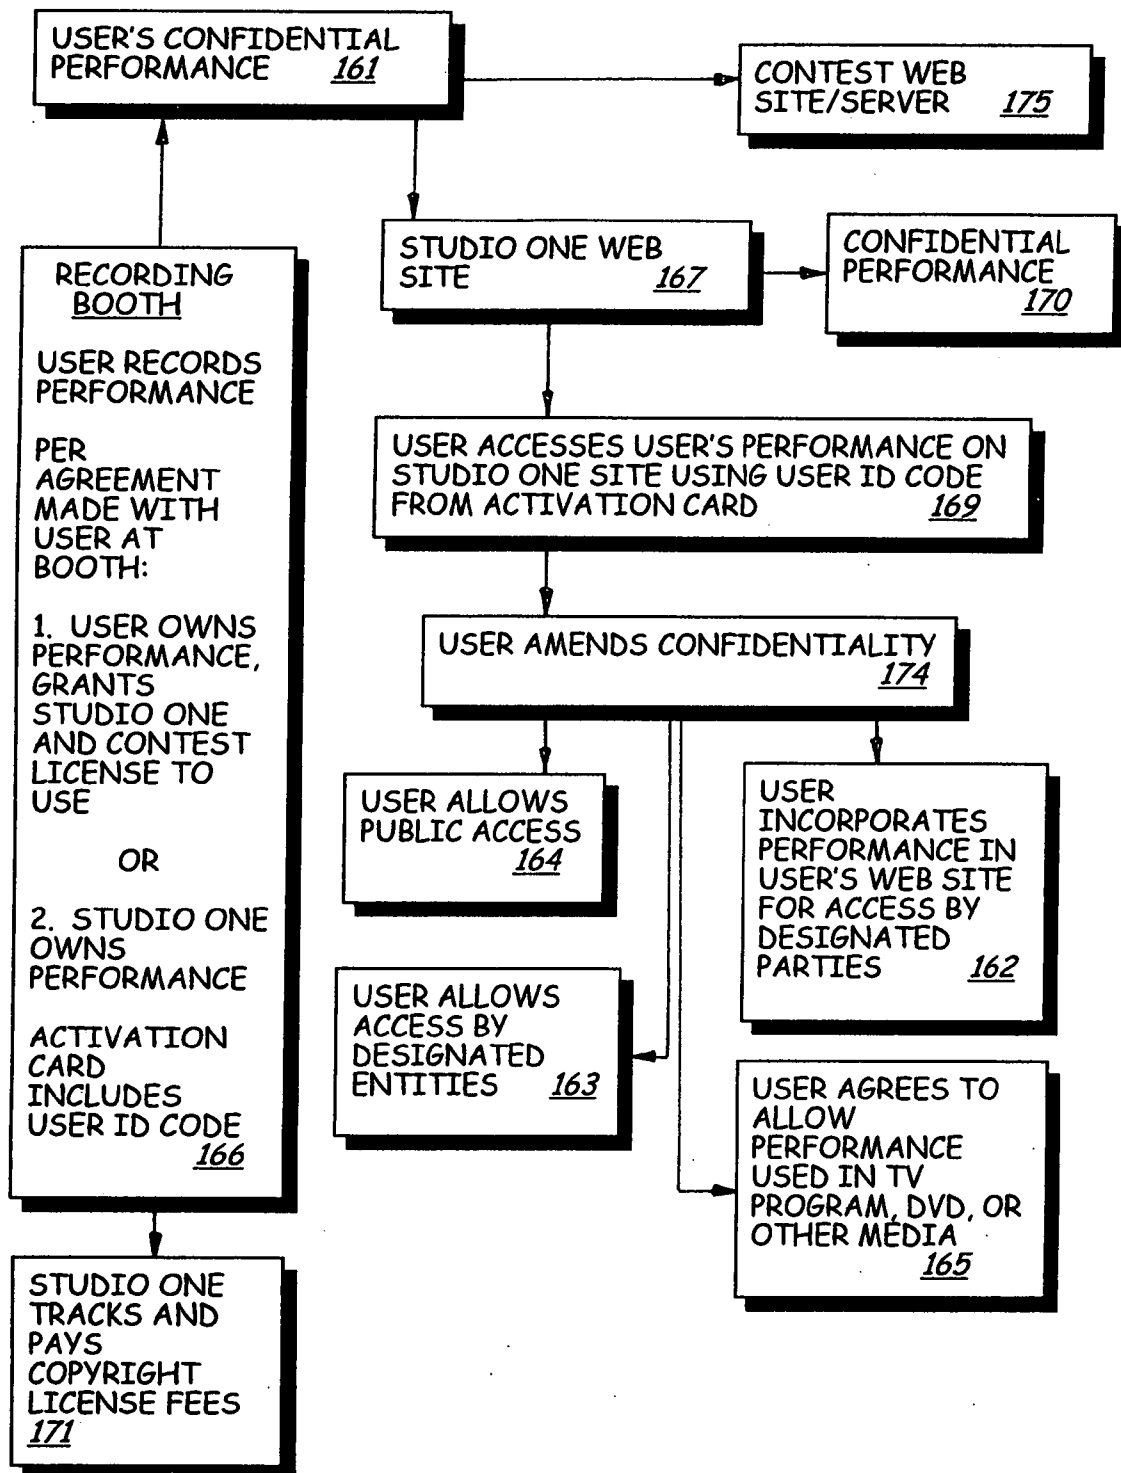 USER'S CONFIDENTIAL
PERFORMANCE 161
CONTEST WEB
SITE/SERVER 175
STUDIO ONE WEB
SITE 167
CONFIDENTIAL
PERFORMANCE
170
RECORDING
BOOTH
USER RECORDS
PERFORMANCE
PER
AGREEMENT
MADE WITH
USER AT
BOOTH:
1. USER OWNS
PERFORMANCE,
GRANTS
STUDIO ONE
AND CONTEST
LICENSE TO
USE
OR
2. STUDIO ONE
OWNS
PERFORMANCE
ACTIVATION
CARD
INCLUDES
USER ID CODE
166
USER ACCESSES USER'S PERFORMANCE ON
STUDIO ONE SITE USING USER ID CODE
FROM ACTIVATION CARD 169
USER AMENDS CONFIDENTIALITY
174
USER ALLOWS
PUBLIC ACCESS
164
USER
INCORPORATES
PERFORMANCE IN
USER'S WEB SITE
FOR ACCESS BY
DESIGNATED
PARTIES 162
USER ALLOWS
ACCESS BY
DESIGNATED
ENTITIES 163
USER AGREES TO
ALLOW
PERFORMANCE
USED IN TV
PROGRAM, DVD, OR
OTHER MEDIA
165
STUDIO ONE
TRACKS AND
PAYS
COPYRIGHT
LICENSE FEES
171